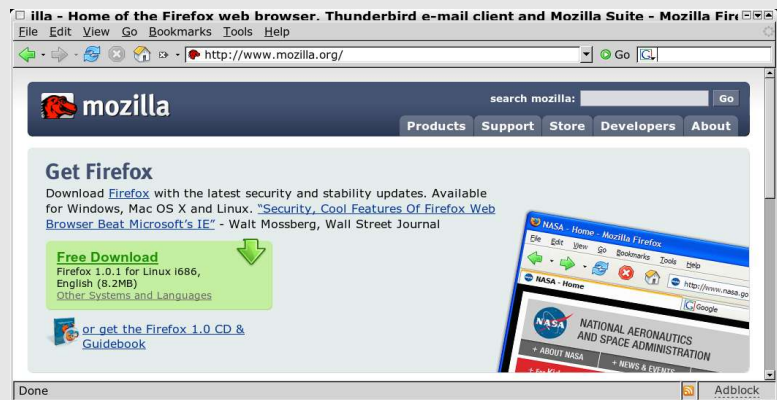 illa - Home of the Firefox web browser, Thunderbird e-mail client and Mozilla Suite - Mozilla Fire
File Edit View Go Bookmarks Tools Help
http://www.mozilla.org/ Go G
mozilla
search mozilla: Go
Products Support Store Developers About
Get Firefox
Download Firefox with the latest security and stability updates. Available
for Windows, Mac OS X and Linux. “Security, Cool Features Of Firefox Web
Browser Beat Microsoft’s IE” - Walt Mossberg, Wall Street Journal
Free Download
Firefox 1.0.1 for Linux i686,
English (8.2MB)
Other Systems and Languages
or get the Firefox 1.0 CD &
Guidebook
NASA - Home - Mozilla Firefox
File Edit View Go Bookmarks Tools Help
http://www.nasa.go
NASA - Home
Google
NASA
NATIONAL AERONAUTICS
AND SPACE ADMINISTRATION
+ ABOUT NASA + NEWS & EVENTS
+ For Kids
Done Adblock